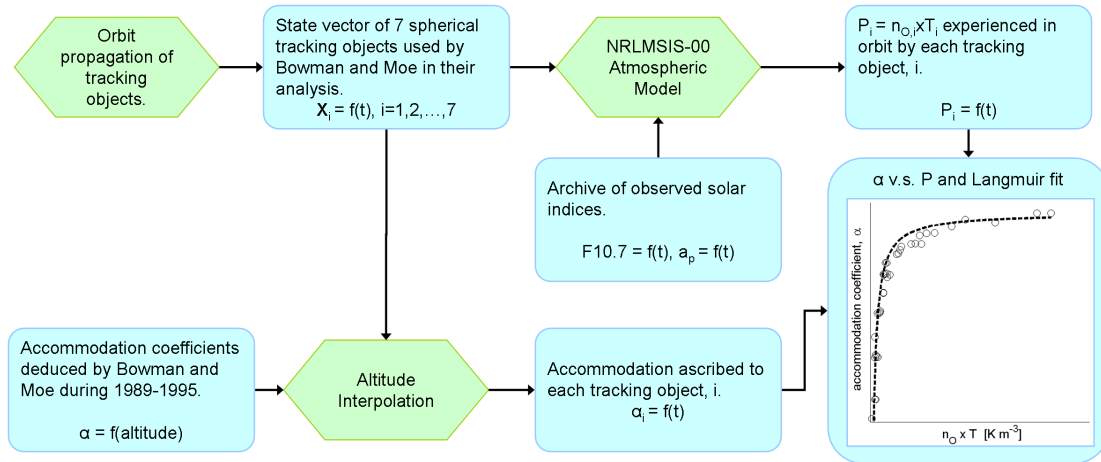 Orbit
propagation of
tracking
objects.
State vector of 7 spherical
tracking objects used by
Bowman and Moe in their
analysis.
Xᵢ = f(t), i=1,2,…,7
NRLMSIS-00
Atmospheric
Model
Pᵢ = n_O,ᵢxTᵢ experienced in
orbit by each tracking
object, i.
Pᵢ = f(t)
Archive of observed solar
indices.
F10.7 = f(t), aₚ = f(t)
α v.s. P and Langmuir fit
accommodation coefficient, α
n_O x T [K m⁻³]
Accommodation coefficients
deduced by Bowman and
Moe during 1989-1995.
α = f(altitude)
Altitude
Interpolation
Accommodation ascribed to
each tracking object, i.
αᵢ = f(t)